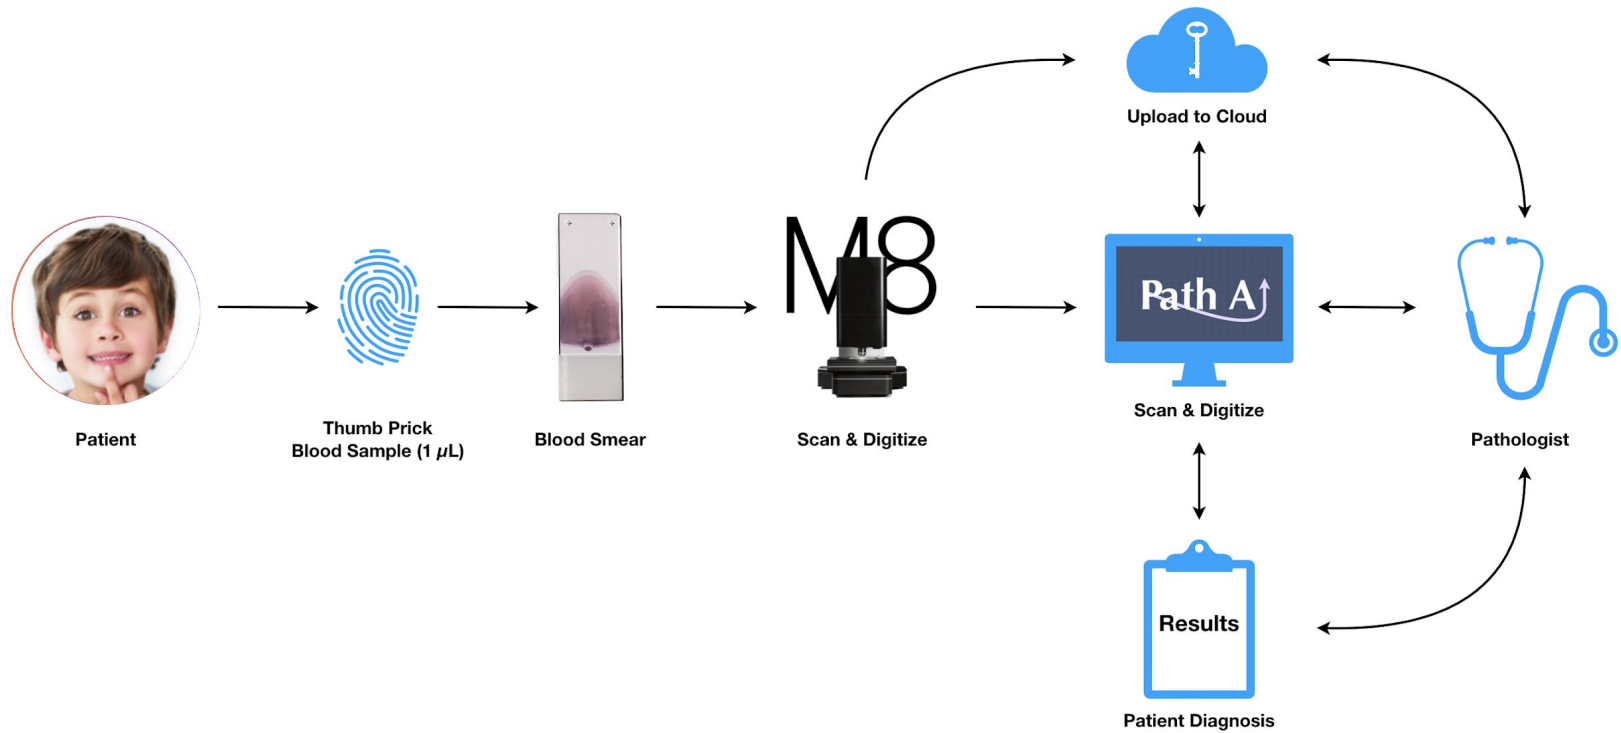 Upload to Cloud
M8
Path A
Patient
Thumb Prick
Blood Sample (1 μL)
Blood Smear
Scan & Digitize
Scan & Digitize
Pathologist
Results
Patient Diagnosis